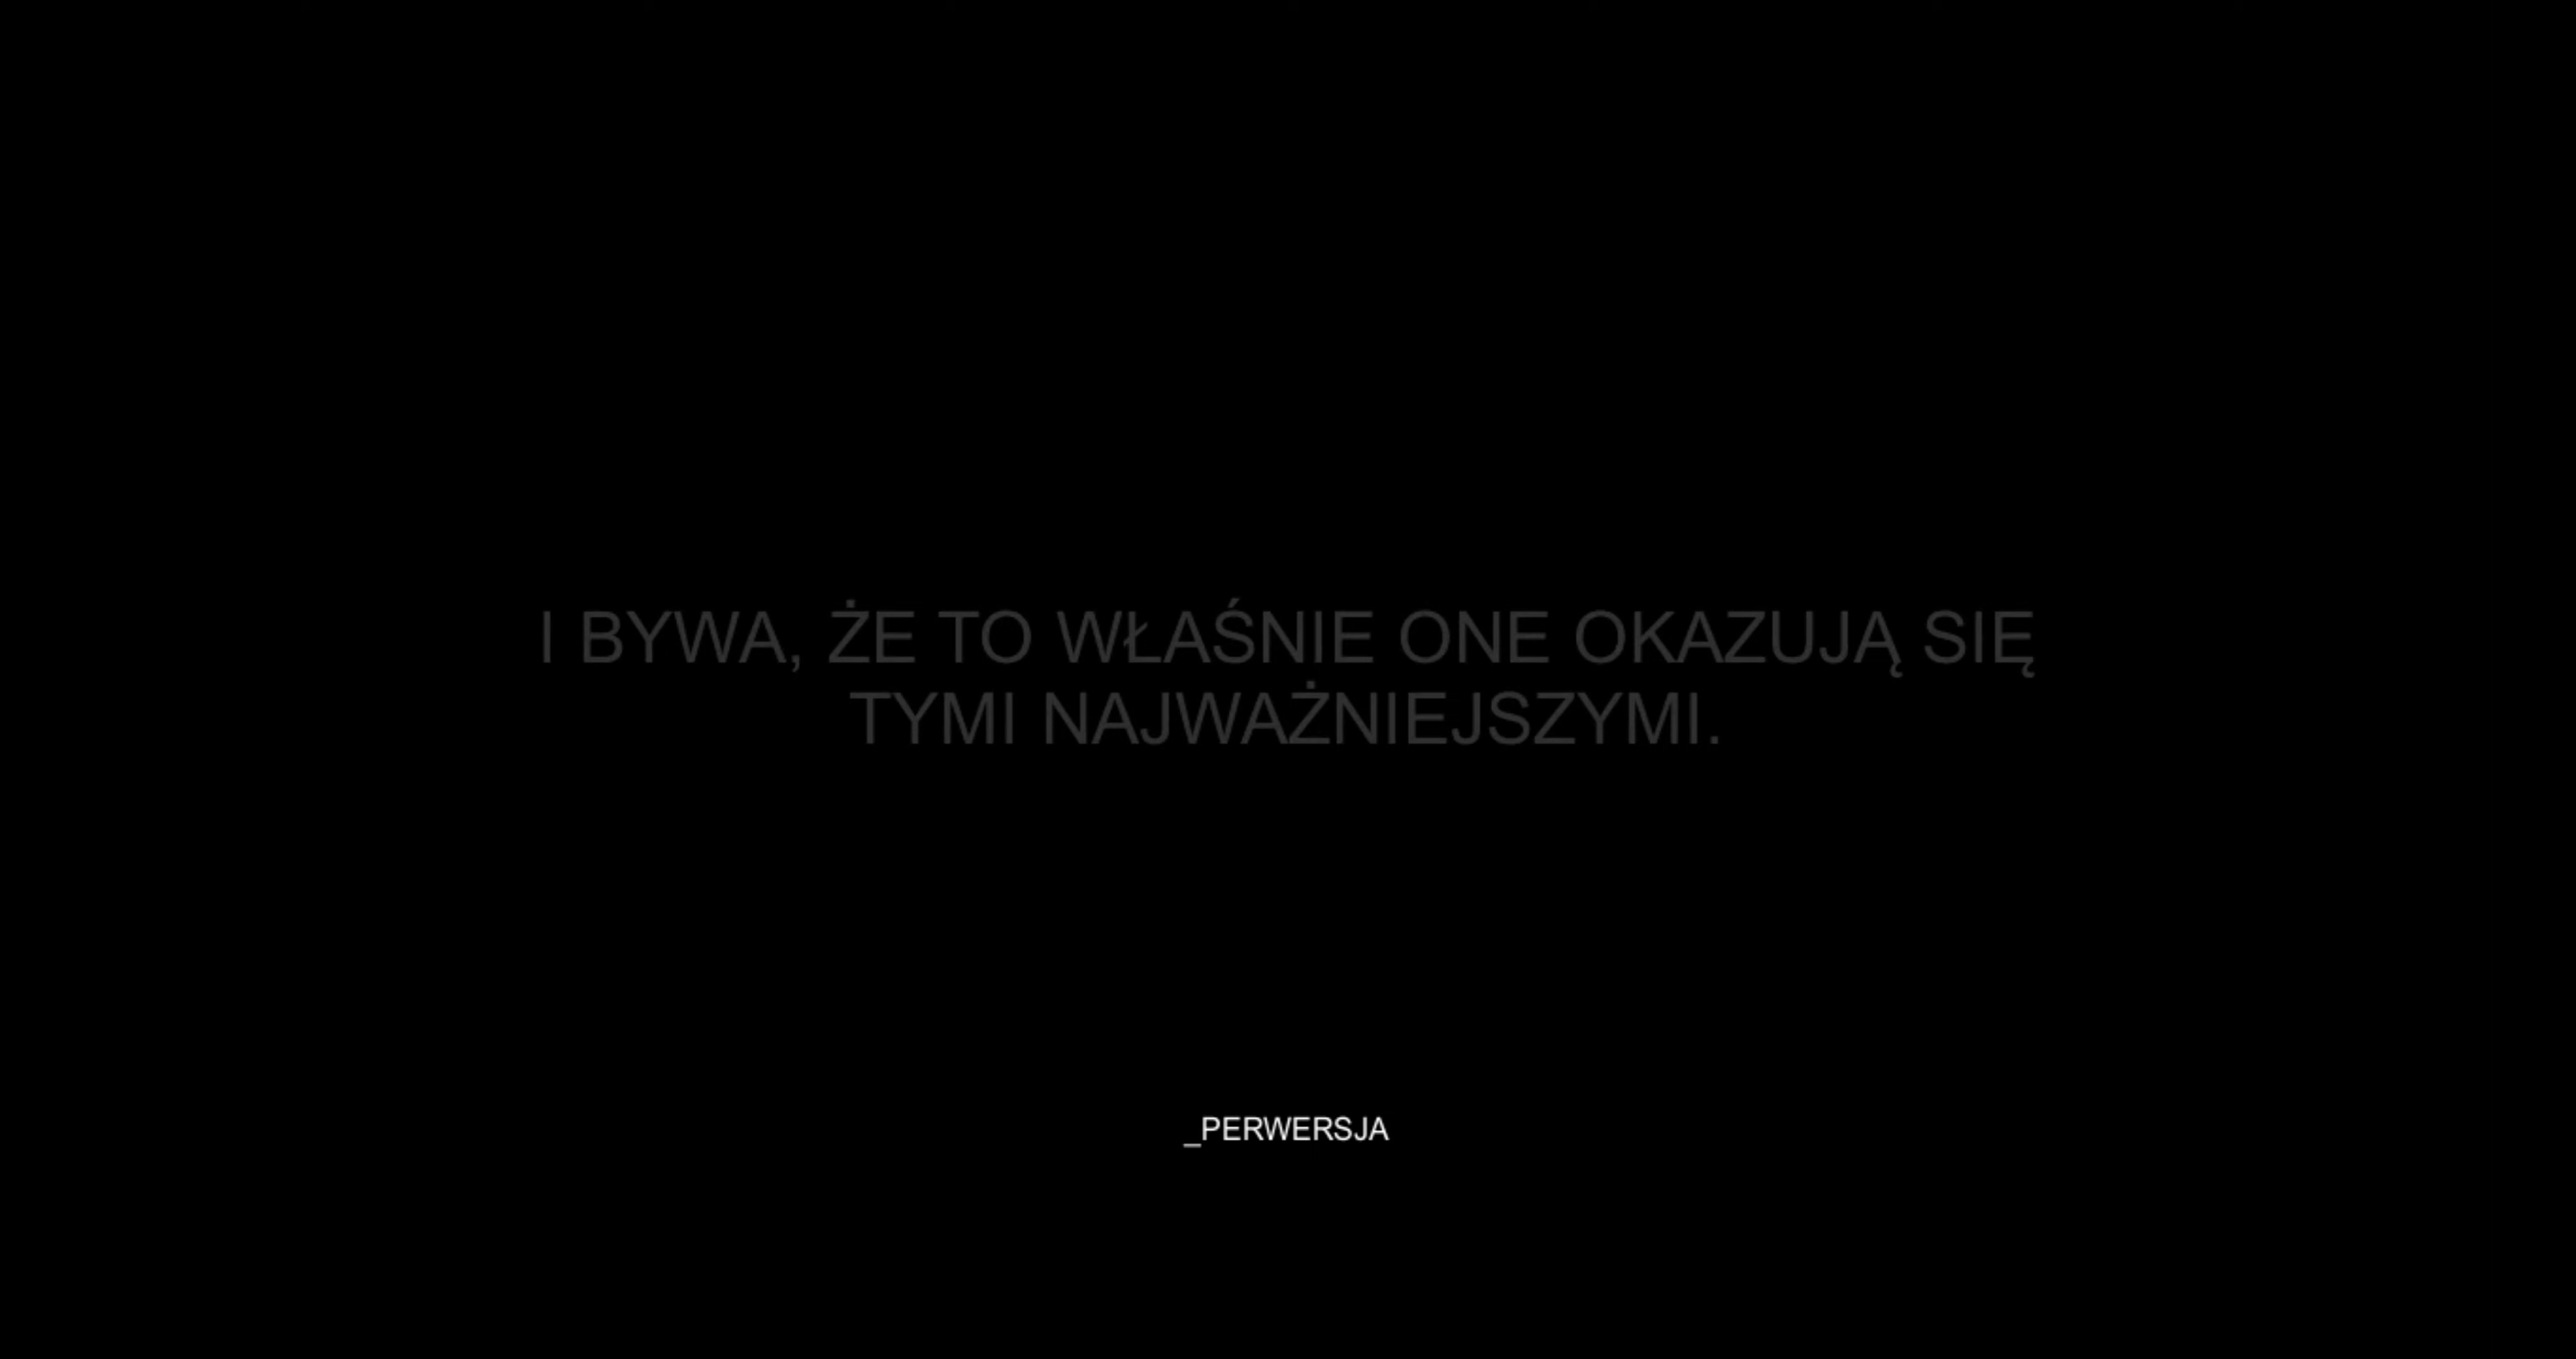 I BYWA, ŻE TO WŁAŚNIE ONE OKAZUJĄ SIĘ
TYMI NAJWAŻNIEJSZYMI.
_PERWERSJA